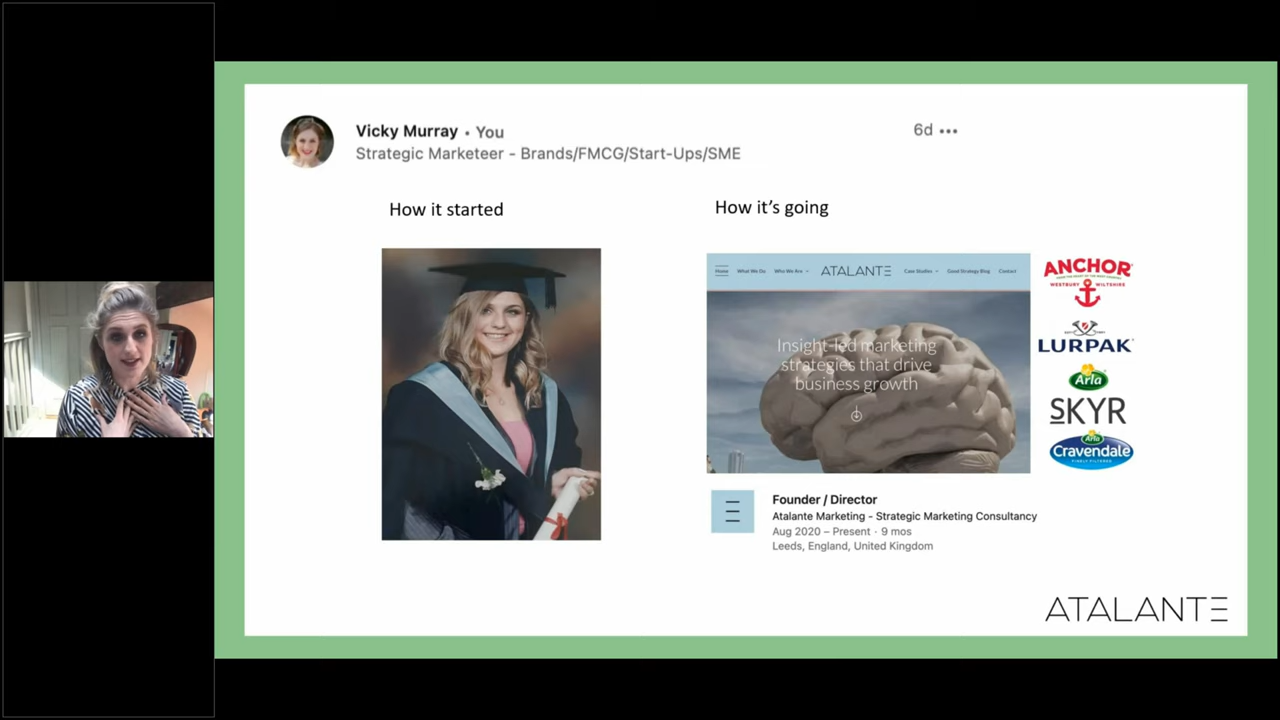 Vicky Murray • You
6d •••
Strategic Marketeer - Brands/FMCG/Start-Ups/SME
How it started
How it's going
Home What We Do Who We Are ATALANTE Case Studies Good Strategy Blog Contact
Insight-led marketing
strategies that drive
business growth
ANCHOR
WESTBURY WILTSHIRE
LURPAK
Arla
SKYR
Arla
Cravendale
Founder / Director
Atalante Marketing - Strategic Marketing Consultancy
Aug 2020 – Present · 9 mos
Leeds, England, United Kingdom
ATALANTE